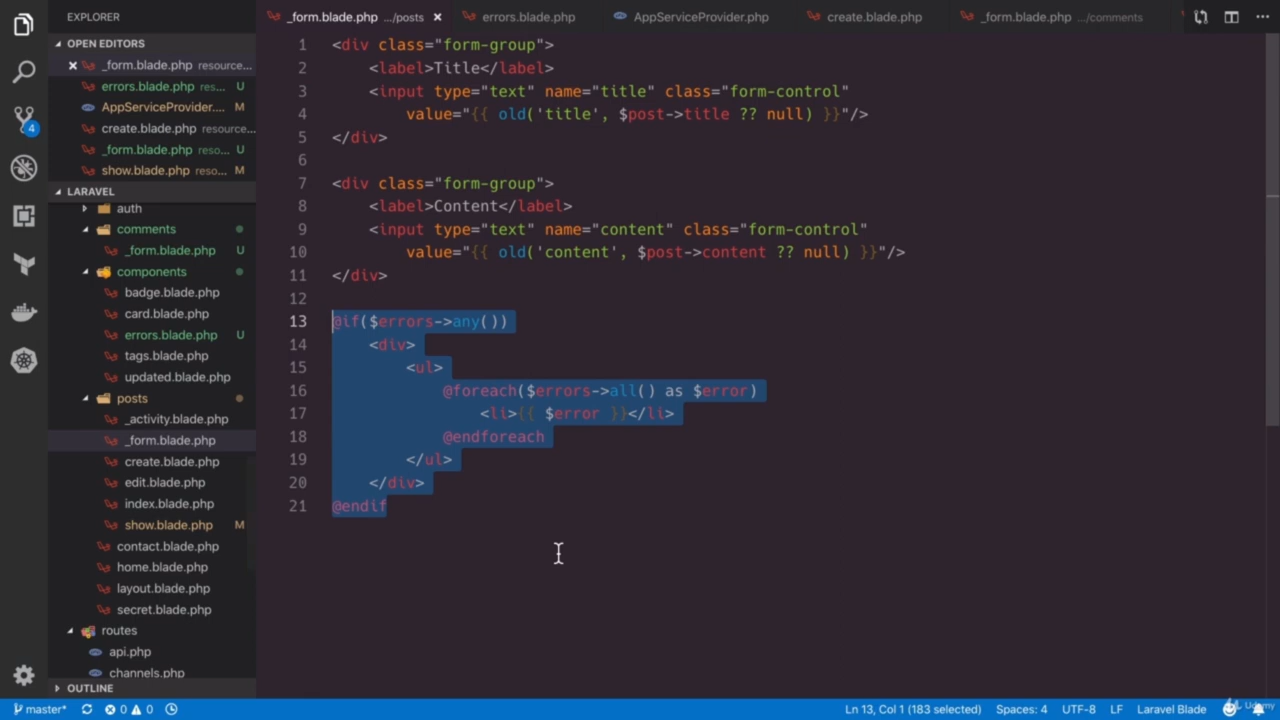 EXPLORER
_form.blade.php .../posts
errors.blade.php
AppServiceProvider.php
create.blade.php
_form.blade.php .../comments
OPEN EDITORS
_form.blade.php resource...
errors.blade.php res... U
AppServiceProvider.... M
create.blade.php resource...
_form.blade.php reso... U
show.blade.php reso... M
LARAVEL
auth
comments
_form.blade.php U
components
badge.blade.php
card.blade.php
errors.blade.php U
tags.blade.php
updated.blade.php
posts
_activity.blade.php
_form.blade.php
create.blade.php
edit.blade.php
index.blade.php
show.blade.php M
contact.blade.php
home.blade.php
layout.blade.php
secret.blade.php
routes
api.php
channels.php
OUTLINE
4
1 <div class="form-group">
2 <label>Title</label>
3 <input type="text" name="title" class="form-control"
4 value="{{ old('title', $post->title ?? null) }}"/>
5 </div>
6
7 <div class="form-group">
8 <label>Content</label>
9 <input type="text" name="content" class="form-control"
10 value="{{ old('content', $post->content ?? null) }}"/>
11 </div>
12
13 @if($errors->any())
14 <div>
15 <ul>
16 @foreach($errors->all() as $error)
17 <li>{{ $error }}</li>
18 @endforeach
19 </ul>
20 </div>
21 @endif
master* 0 0 Ln 13, Col 1 (183 selected) Spaces: 4 UTF-8 LF Laravel Blade
Udemy